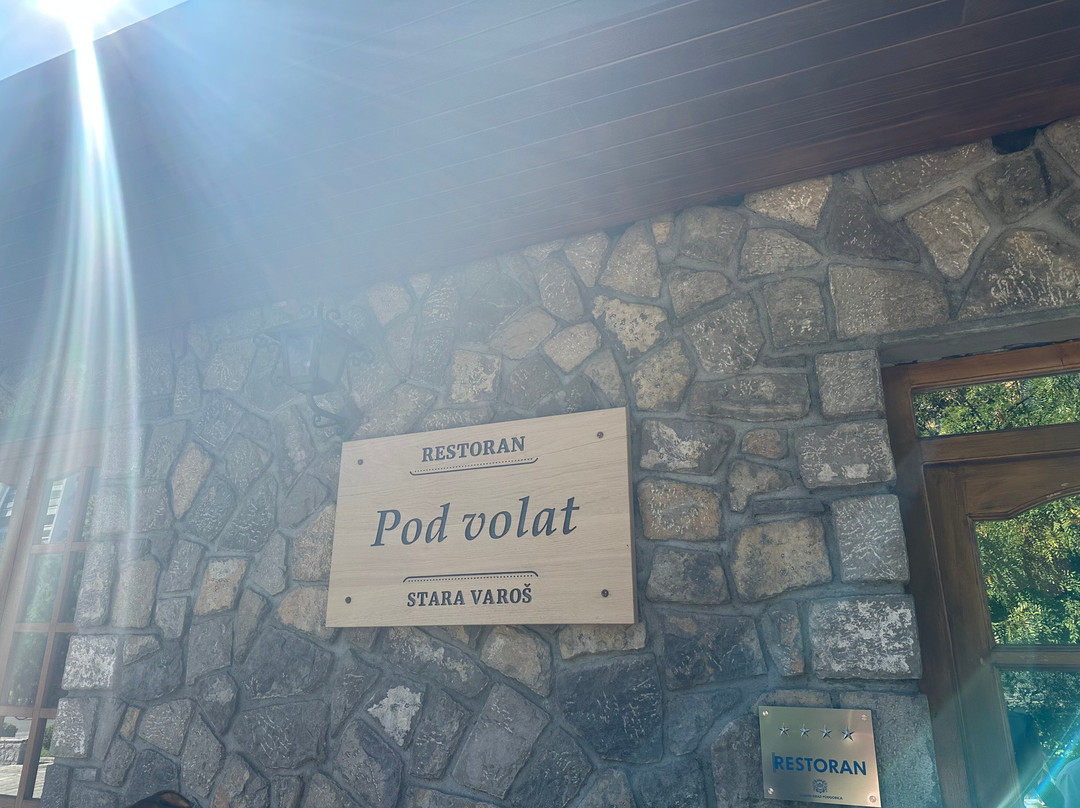 RESTORAN
Pod volat
STARA VAROŠ
RESTORAN